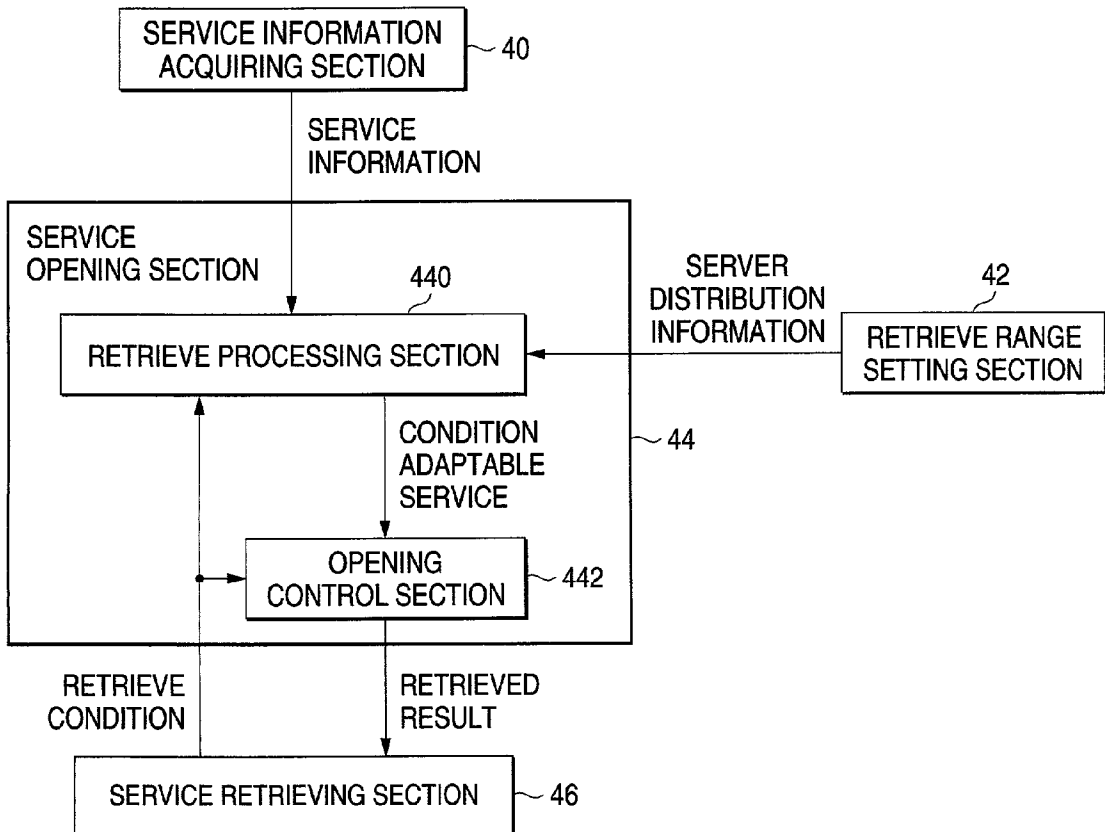 SERVICE INFORMATION
ACQUIRING SECTION
40
SERVICE
INFORMATION
SERVICE
OPENING SECTION
440
RETRIEVE PROCESSING SECTION
SERVER
DISTRIBUTION
INFORMATION
42
RETRIEVE RANGE
SETTING SECTION
44
CONDITION
ADAPTABLE
SERVICE
OPENING
CONTROL SECTION
442
RETRIEVE
CONDITION
RETRIEVED
RESULT
SERVICE RETRIEVING SECTION
46